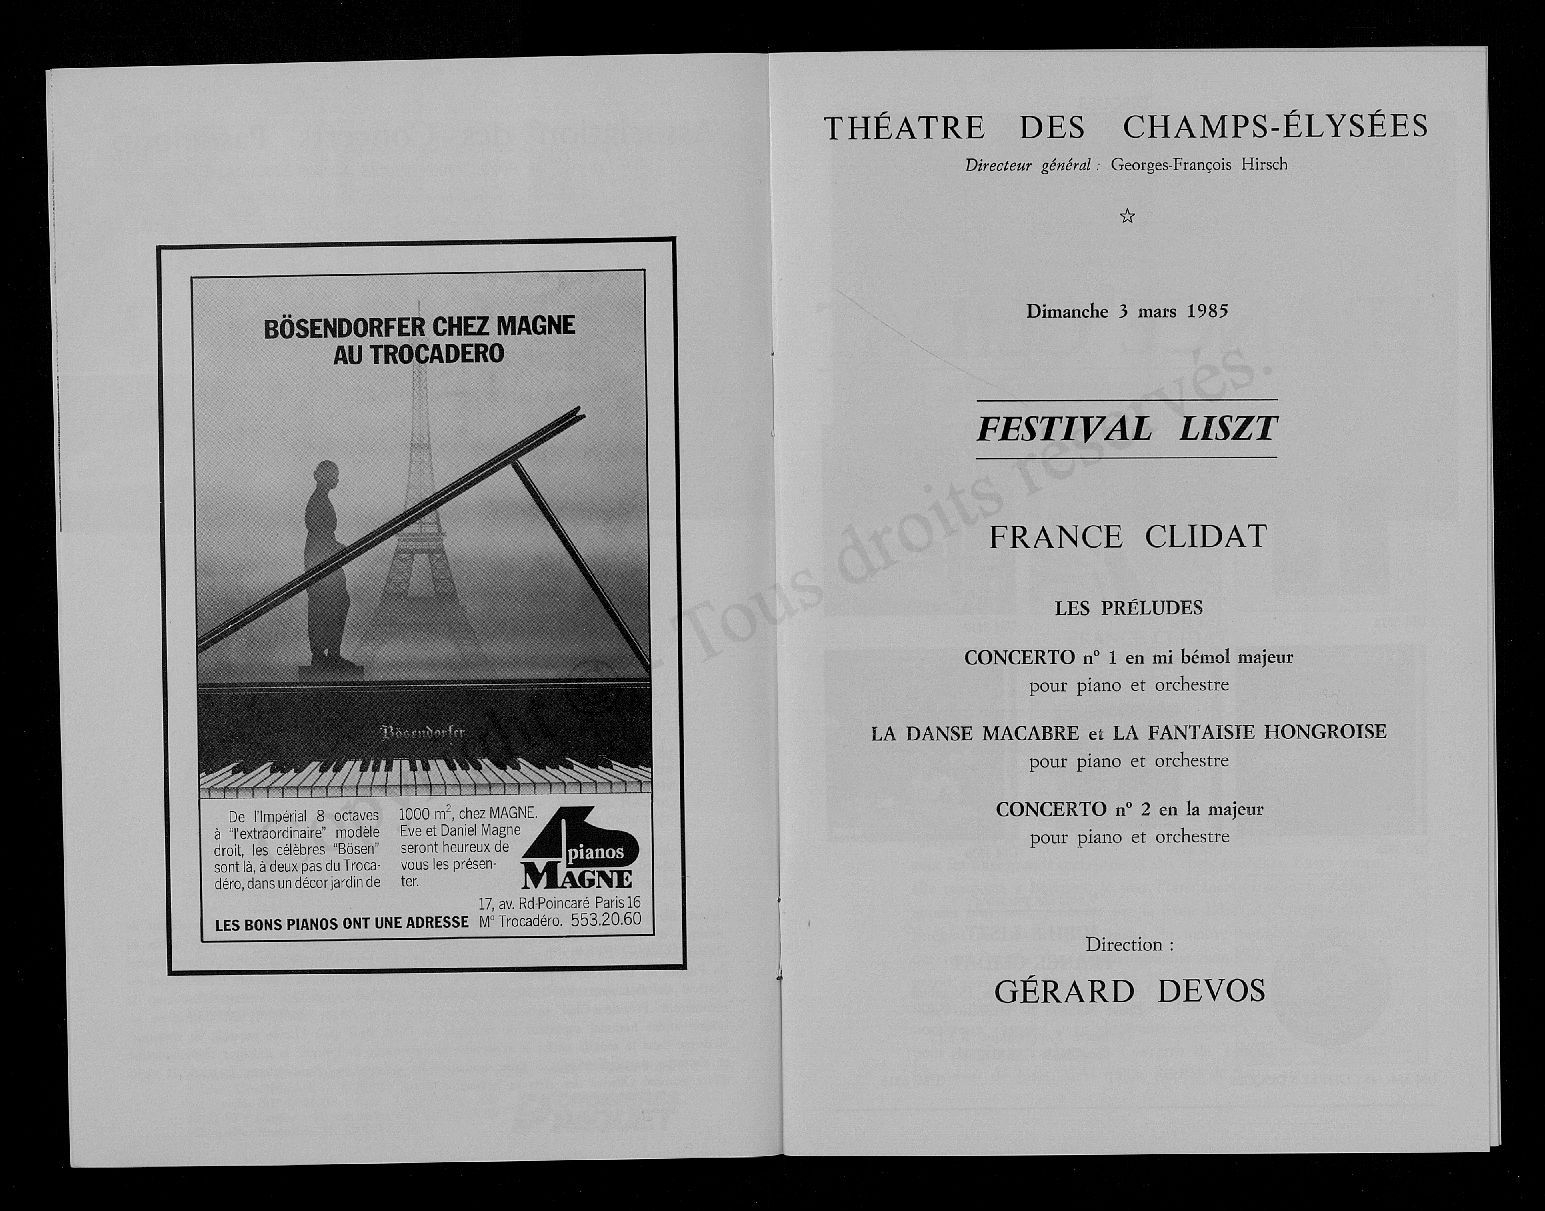 BÖSENDORFER CHEZ MAGNE
AU TROCADERO
Bösendorfer
De l'Impérial 8 octaves
à "l'extraordinaire" modèle
droit, les célèbres "Bösen"
sont là, à deux pas du Troca-
déro, dans un décor jardin de
1000 m², chez MAGNE.
Eve et Daniel Magne
seront heureux de
vous les présen-
ter.
pianos
MAGNE
17, av. Rd-Poincaré Paris 16
LES BONS PIANOS ONT UNE ADRESSE Mº Trocadéro. 553.20.60
THÉATRE DES CHAMPS-ÉLYSÉES
Directeur général : Georges-François Hirsch
Dimanche 3 mars 1985
FESTIVAL LISZT
FRANCE CLIDAT
LES PRÉLUDES
CONCERTO nº 1 en mi bémol majeur
pour piano et orchestre
LA DANSE MACABRE et LA FANTAISIE HONGROISE
pour piano et orchestre
CONCERTO nº 2 en la majeur
pour piano et orchestre
Direction :
GÉRARD DEVOS
Tous droits réservés.